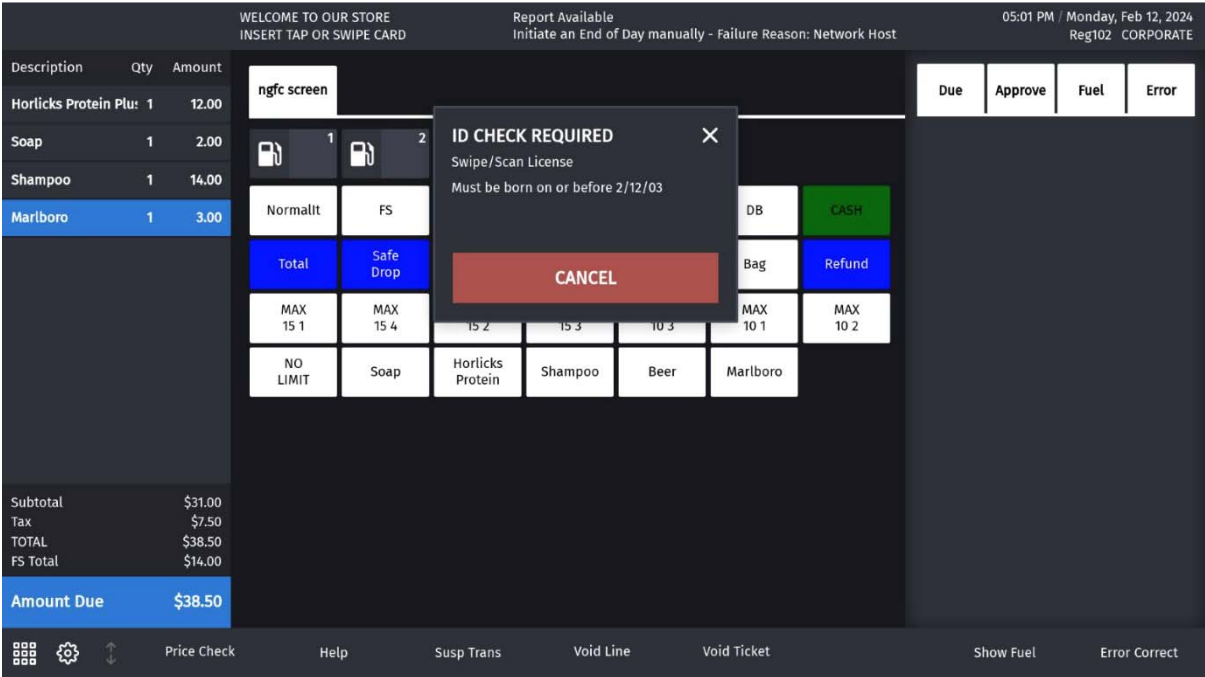 WELCOME TO OUR STORE
INSERT TAP OR SWIPE CARD
Report Available
Initiate an End of Day manually - Failure Reason: Network Host
05:01 PM / Monday, Feb 12, 2024
Reg102 CORPORATE
Description Qty Amount
Horlicks Protein Plu: 1 12.00
Soap 1 2.00
Shampoo 1 14.00
Marlboro 1 3.00
Subtotal $31.00
Tax $7.50
TOTAL $38.50
FS Total $14.00
Amount Due $38.50
ngfc screen
1
2
ID CHECK REQUIRED
Swipe/Scan License
Must be born on or before 2/12/03
CANCEL
NormalIt FS DB CASH
Total Safe Drop Bag Refund
MAX 15 1
MAX 15 4
15 2
15 3
10 3
MAX 10 1
MAX 10 2
NO LIMIT
Soap
Horlicks Protein
Shampoo
Beer
Marlboro
Due Approve Fuel Error
Price Check Help Susp Trans Void Line Void Ticket Show Fuel Error Correct